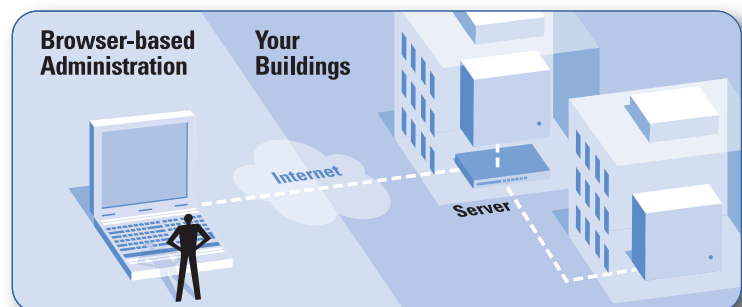 Browser-based
Administration
Your
Buildings
Internet
Server